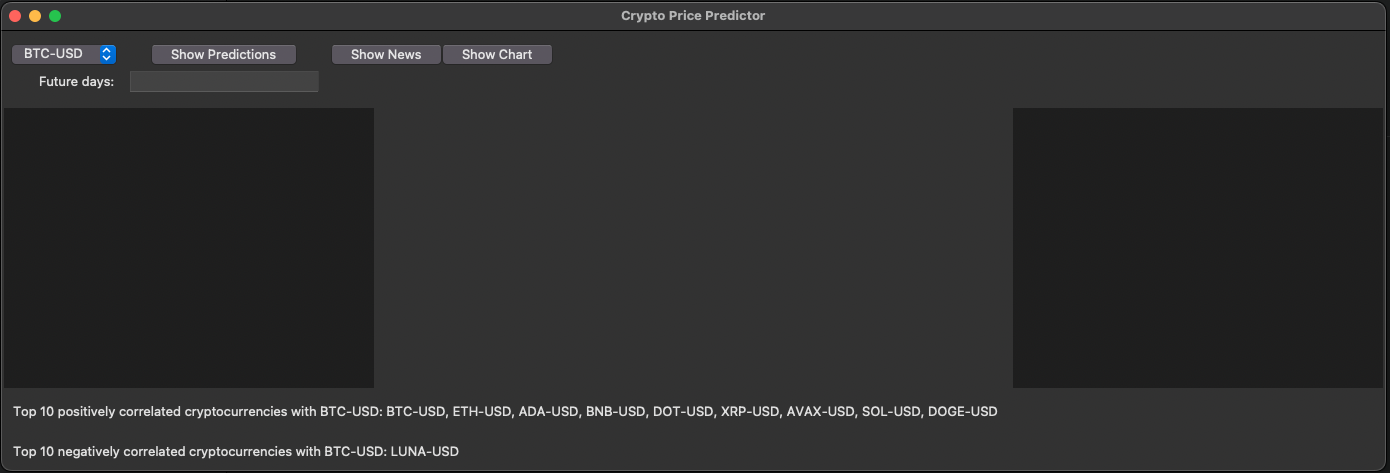 Crypto Price Predictor
BTC-USD Show Predictions Show News Show Chart
Future days:
Top 10 positively correlated cryptocurrencies with BTC-USD: BTC-USD, ETH-USD, ADA-USD, BNB-USD, DOT-USD, XRP-USD, AVAX-USD, SOL-USD, DOGE-USD
Top 10 negatively correlated cryptocurrencies with BTC-USD: LUNA-USD